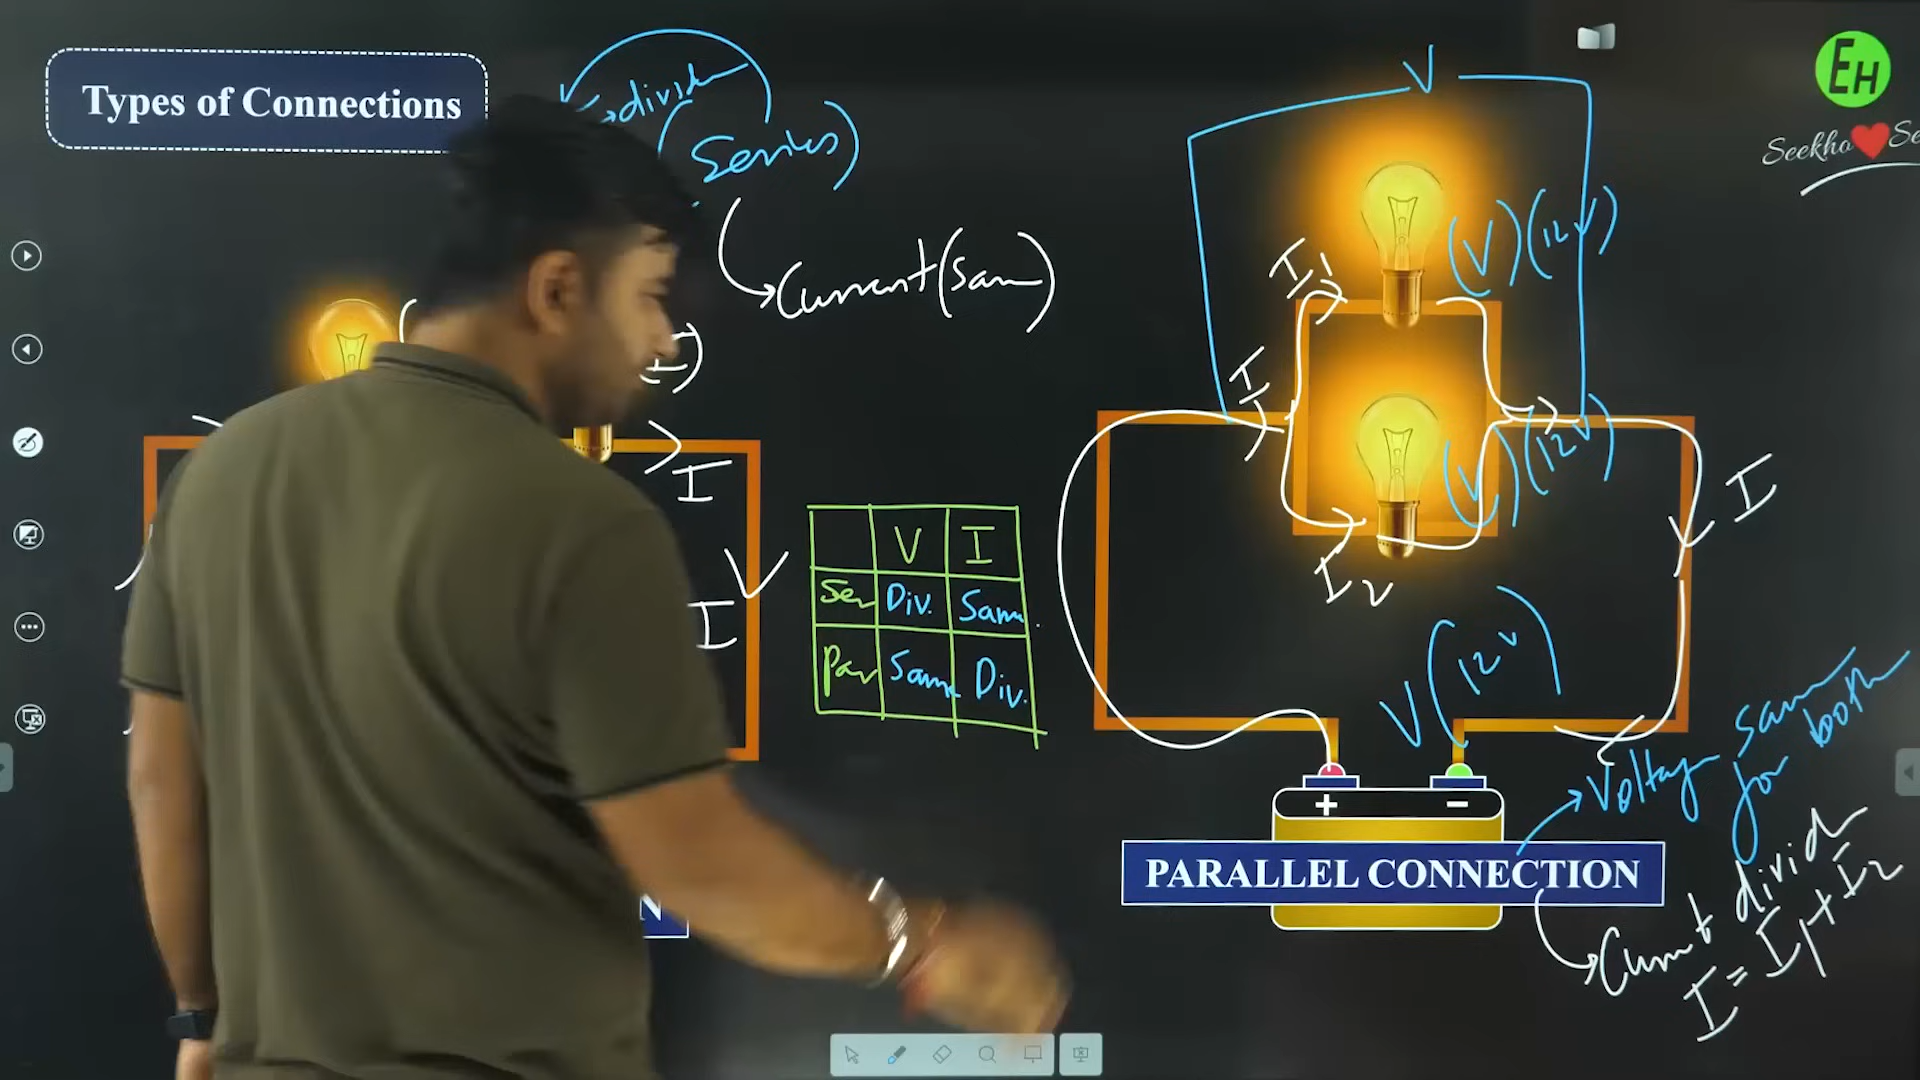 Types of Connections
divide
(Series)
Current (Same)
I)
I
I
V
I
Ser Div. Same
Par Same Div.
V
I1
(V) (12V)
I
(V) (12V)
I2
I
V (12V)
Voltage same
for both
+ −
PARALLEL CONNECTION
Current divide
I = I1 + I2
N
EH
Seekho Se